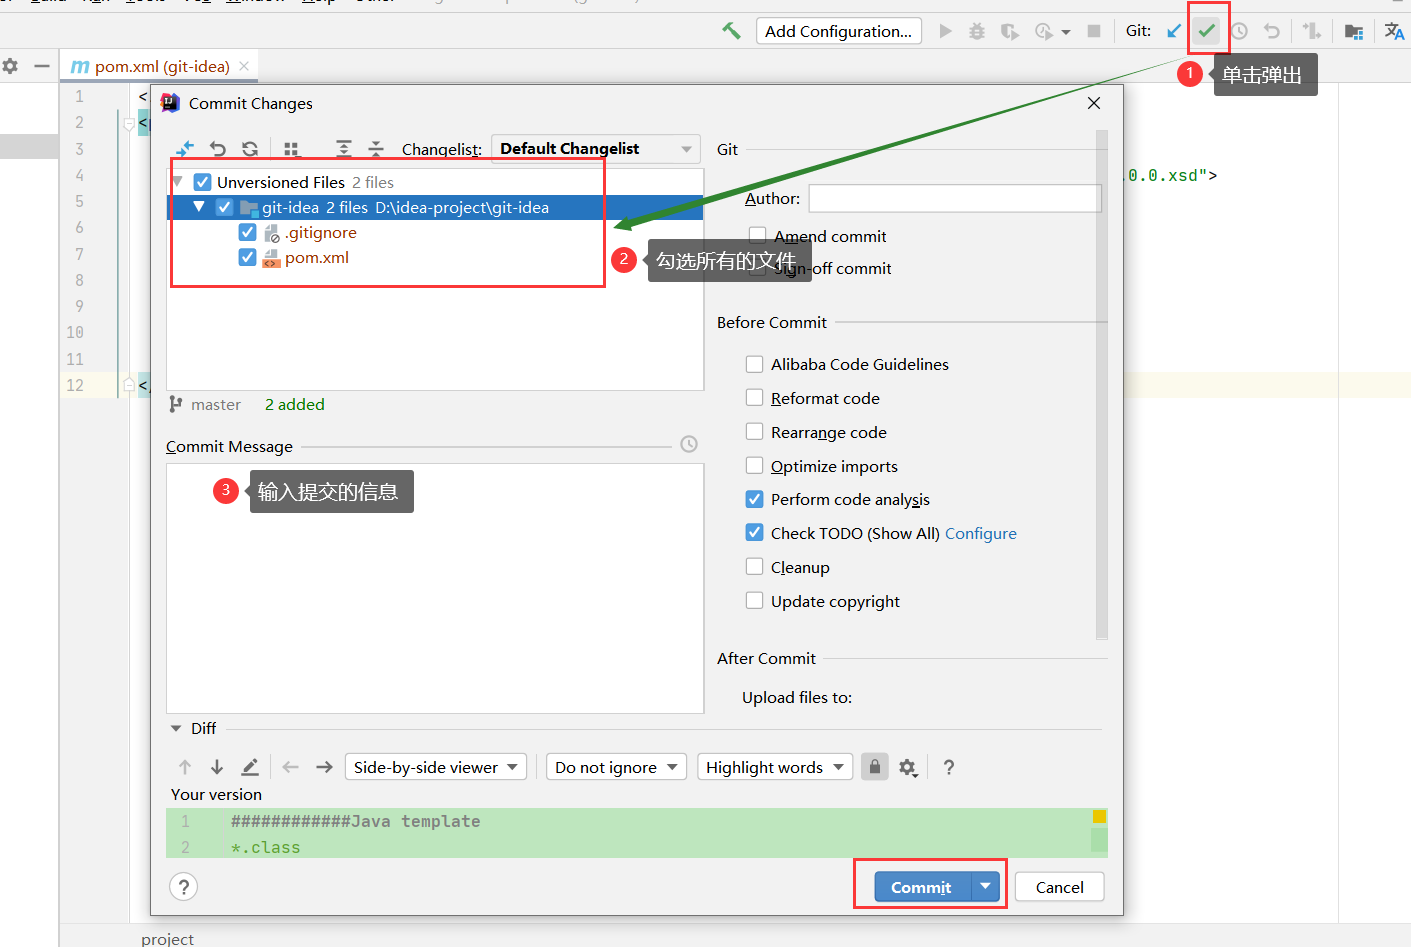 Add Configuration...
Git:
pom.xml (git-idea)
1 单击弹出
1 <
2 <
3
4 .0.0.xsd">
5
6
7
8
9
10
11
12 <
Commit Changes
Changelist: Default Changelist
Unversioned Files 2 files
git-idea 2 files D:\idea-project\git-idea
.gitignore
pom.xml
2 勾选所有的文件
master 2 added
Commit Message
3 输入提交的信息
Git
Author:
Amend commit
Sign-off commit
Before Commit
Alibaba Code Guidelines
Reformat code
Rearrange code
Optimize imports
Perform code analysis
Check TODO (Show All) Configure
Cleanup
Update copyright
After Commit
Upload files to:
Diff
Side-by-side viewer Do not ignore Highlight words ?
Your version
1 ############Java template
2 *.class
? Commit Cancel
project